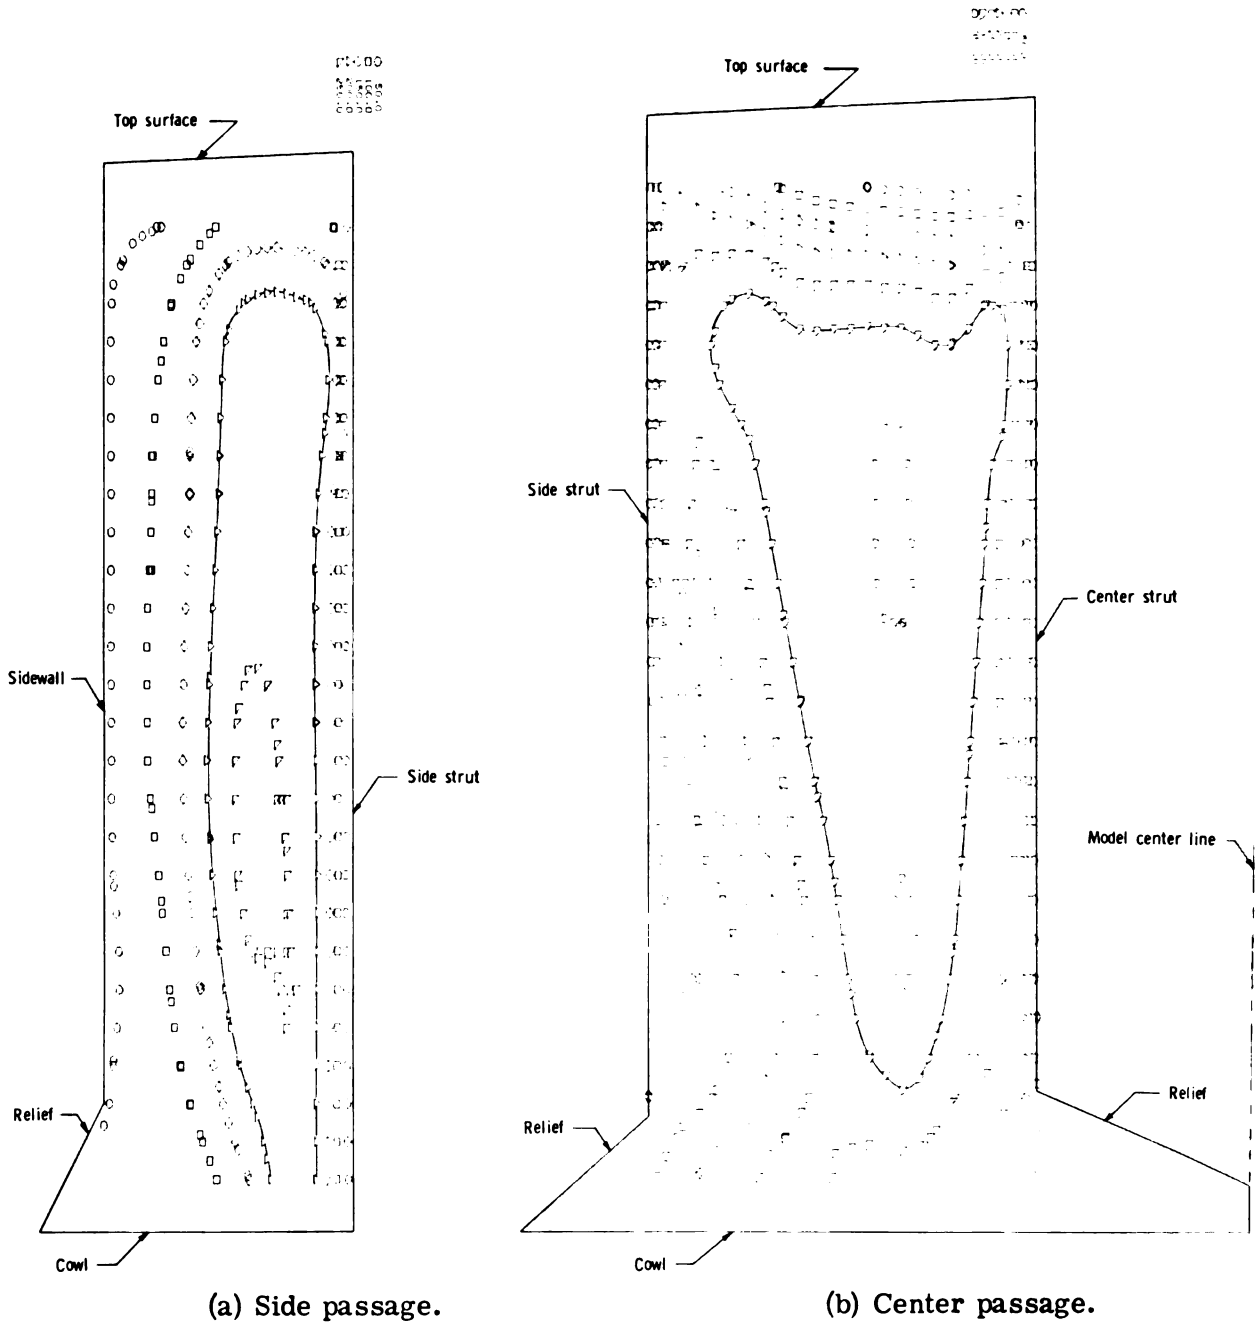 Top surface
Sidewall
Side strut
Relief
Cowl
(a) Side passage.
Top surface
Side strut
Center strut
Model center line
Relief
Relief
Cowl
(b) Center passage.